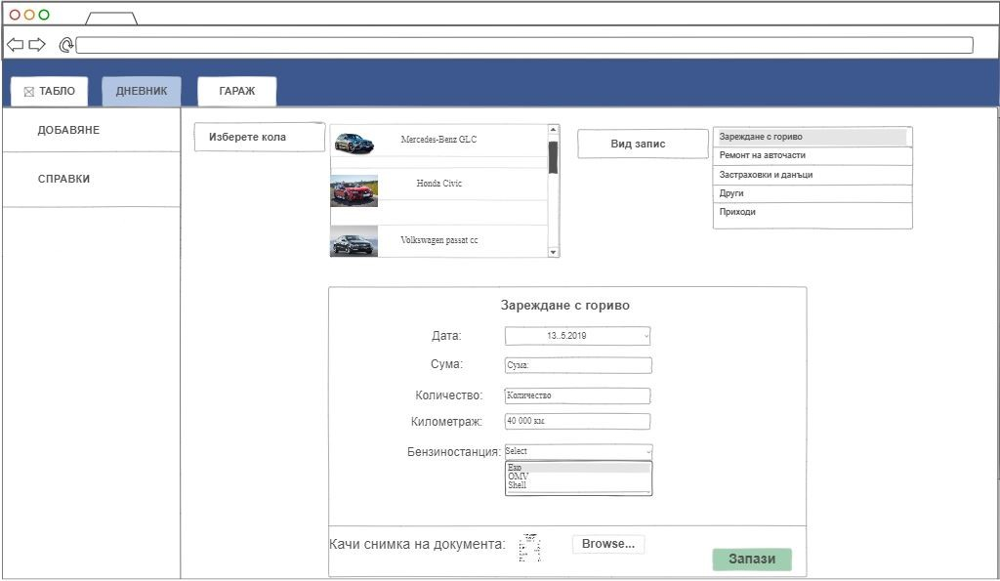 ТАБЛО
ДНЕВНИК
ГАРАЖ
ДОБАВЯНЕ
СПРАВКИ
Изберете кола
Mercedes-Benz GLC
Honda Civic
Volkswagen passat cc
Вид запис
Зареждане с гориво
Ремонт на авточасти
Застраховки и данъци
Други
Приходи
Зареждане с гориво
Дата: 13..5.2019
Сума: Сума:
Количество: Количество
Километраж: 40 000 км
Бензиностанция: Select
Еко
OMV
Shell
Качи снимка на документа: Browse...
Запази